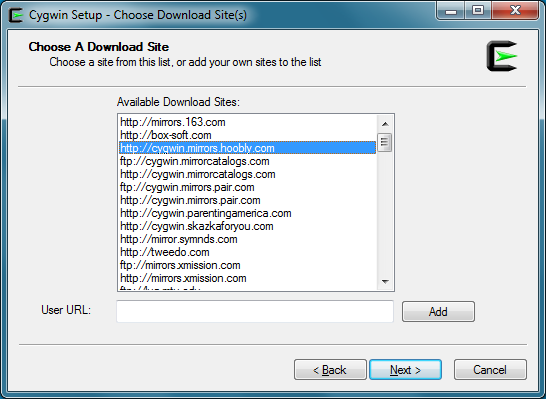 Cygwin Setup - Choose Download Site(s)
Choose A Download Site
Choose a site from this list, or add your own sites to the list
Available Download Sites:
http://mirrors.163.com
http://box-soft.com
http://cygwin.mirrors.hoobly.com
ftp://cygwin.mirrorcatalogs.com
http://cygwin.mirrorcatalogs.com
ftp://cygwin.mirrors.pair.com
http://cygwin.mirrors.pair.com
http://cygwin.parentingamerica.com
http://cygwin.skazkaforyou.com
http://mirror.symnds.com
http://tweedo.com
ftp://mirrors.xmission.com
http://mirrors.xmission.com
User URL:
Add
< Back
Next >
Cancel